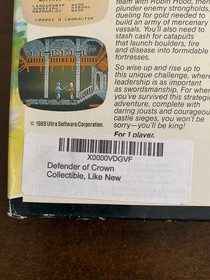 CHOOSE A CHARACTER
team with Robin Hood, then
plunder enemy strongholds,
dueling for gold needed to
build an army of mercenary
vassals. You'll also need to
stash cash for catapults
that launch boulders, fire
and disease into formidable
fortresses.
So wise up and rise up to
this unique challenge, where
leadership is as important
as swordsmanship. For when
you've survived this strategic
adventure, complete with
daring jousts and courageous
castle sieges, you won't be
sorry—you'll be king!
For 1 player.
© 1989 Ultra Software Corporation.
X0000VDGVF
Defender of Crown
Collectible, Like New